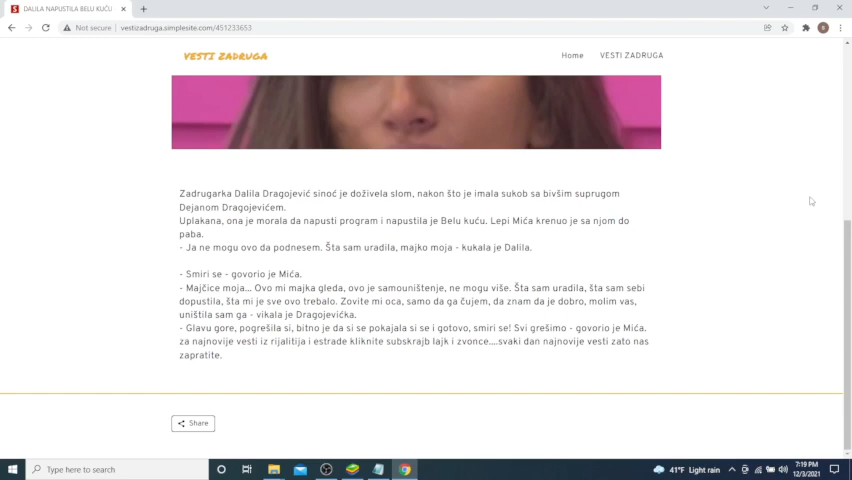 DALILA NAPUSTILA BELU KUĆU
Not secure
vestizadruga.simplesite.com/451233653
VESTI ZADRUGA
Home
VESTI ZADRUGA
Zadrugarka Dalila Dragojević sinoć je doživela slom, nakon što je imala sukob sa bivšim suprugom
Dejanom Dragojevićem.
Uplakana, ona je morala da napusti program i napustila je Belu kuću. Lepi Mića krenuo je sa njom do
paba.
- Ja ne mogu ovo da podnesem. Šta sam uradila, majko moja - kukala je Dalila.
- Smiri se - govorio je Mića.
- Majčice moja... Ovo mi majka gleda, ovo je samouništenje, ne mogu više. Šta sam uradila, šta sam sebi
dopustila, šta mi je sve ovo trebalo. Zovite mi oca, samo da ga čujem, da znam da je dobro, molim vas,
uništila sam ga - vikala je Dragojevićka.
- Glavu gore, pogrešila si, bitno je da si se pokajala si se i gotovo, smiri se! Svi grešimo - govorio je Mića.
za najnovije vesti iz rijalitija i estrade kliknite subskrajb lajk i zvonce....svaki dan najnovije vesti zato nas
zapratite.
Share
Type here to search
41°F Light rain
7:19 PM
12/3/2021